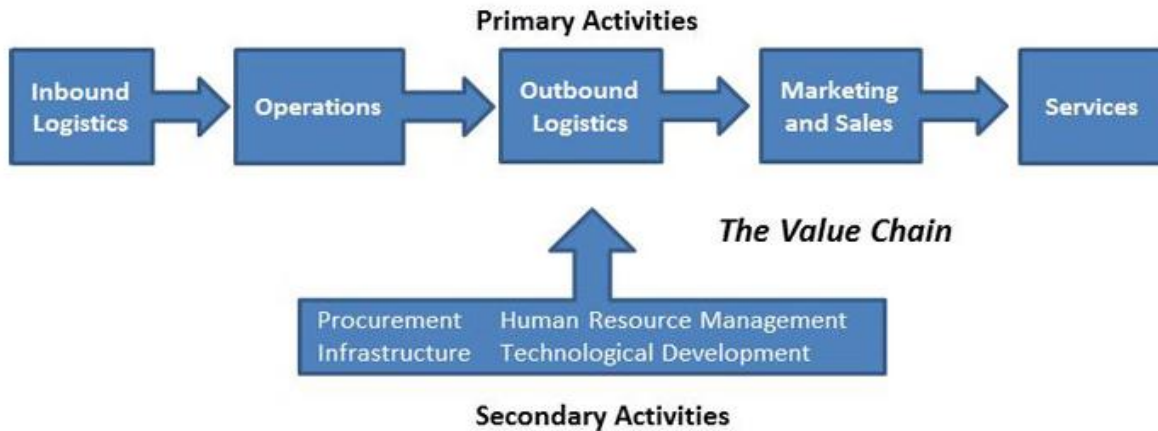 Primary Activities
Inbound
Logistics
Operations
Outbound
Logistics
Marketing
and Sales
Services
The Value Chain
Procurement Human Resource Management
Infrastructure Technological Development
Secondary Activities